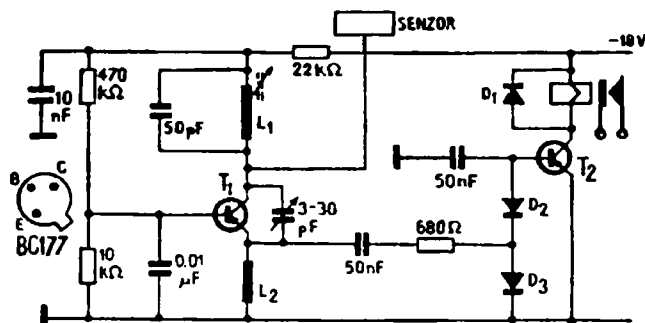 SENZOR
-18V
22kΩ
470
kΩ
10
nF
50pF
L1
D1
T2
50nF
B
C
E
BC177
T1
3-30
pF
D2
680Ω
50nF
10
kΩ
0.01
µF
L2
D3